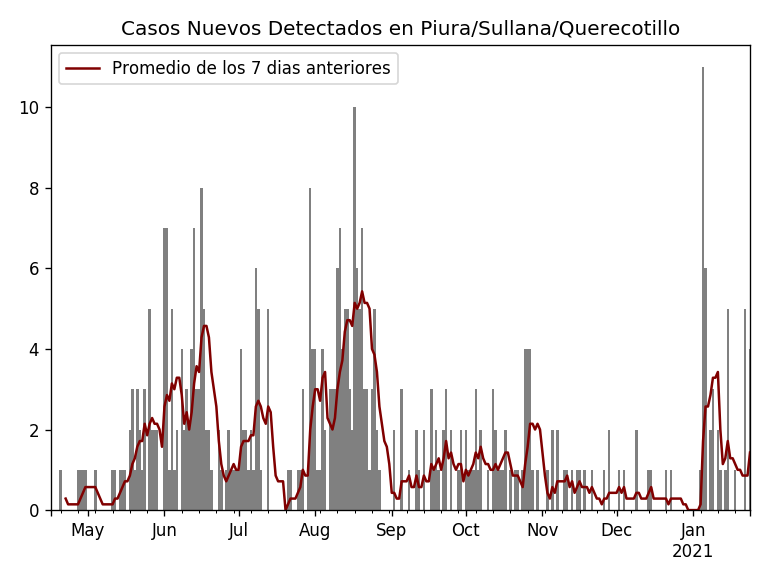 Casos Nuevos Detectados en Piura/Sullana/Querecotillo
Promedio de los 7 dias anteriores
10
8
6
4
2
0
May Jun Jul Aug Sep Oct Nov Dec Jan
2021